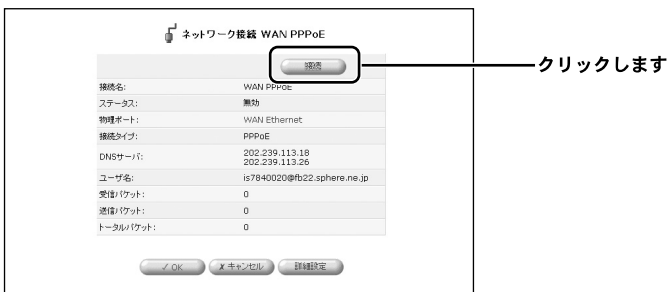 ネットワーク接続 WAN PPPoE
接続
クリックします
接続名: WAN PPPoE
ステータス: 無効
物理ポート: WAN Ethernet
接続タイプ: PPPoE
DNSサーバ: 202.239.113.18
202.239.113.26
ユーザ名: is7840020@fb22.sphere.ne.jp
受信パケット: 0
送信パケット: 0
トータルパケット: 0
✓ OK ✗ キャンセル 詳細設定